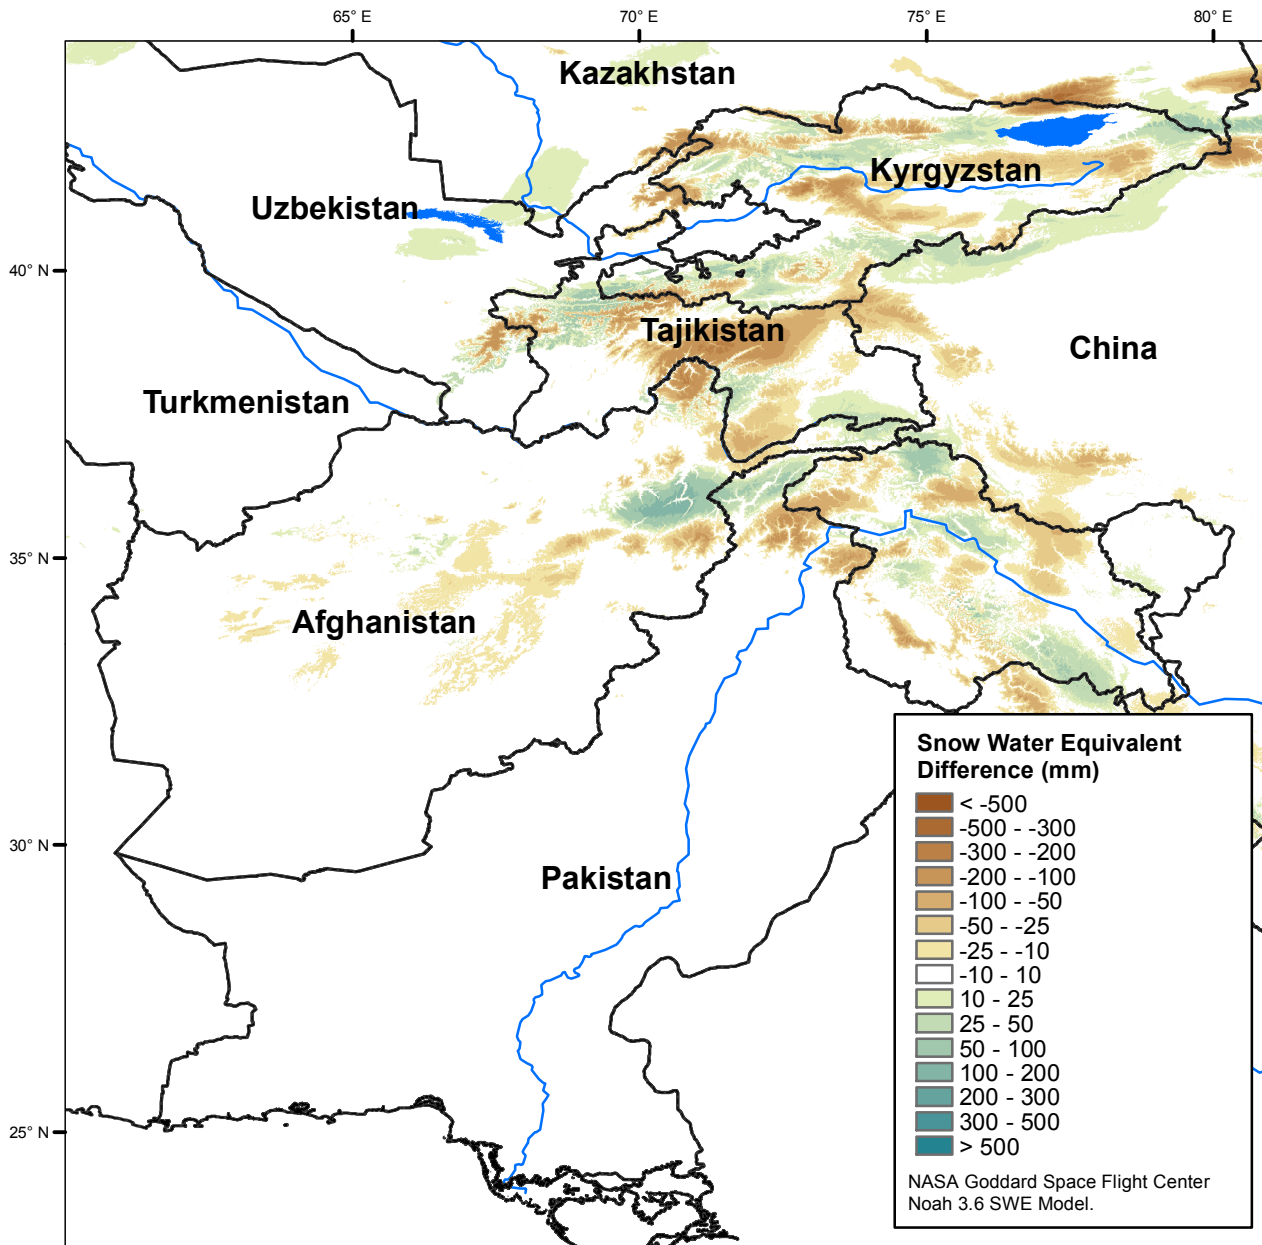 65° E
70° E
75° E
80° E
Kazakhstan
Kyrgyzstan
Uzbekistan
40° N
Tajikistan
China
Turkmenistan
35° N
Afghanistan
Snow Water Equivalent
Difference (mm)
< -500
-500 - -300
-300 - -200
-200 - -100
-100 - -50
-50 - -25
-25 - -10
-10 - 10
10 - 25
25 - 50
50 - 100
100 - 200
200 - 300
300 - 500
> 500
NASA Goddard Space Flight Center
Noah 3.6 SWE Model.
30° N
Pakistan
25° N